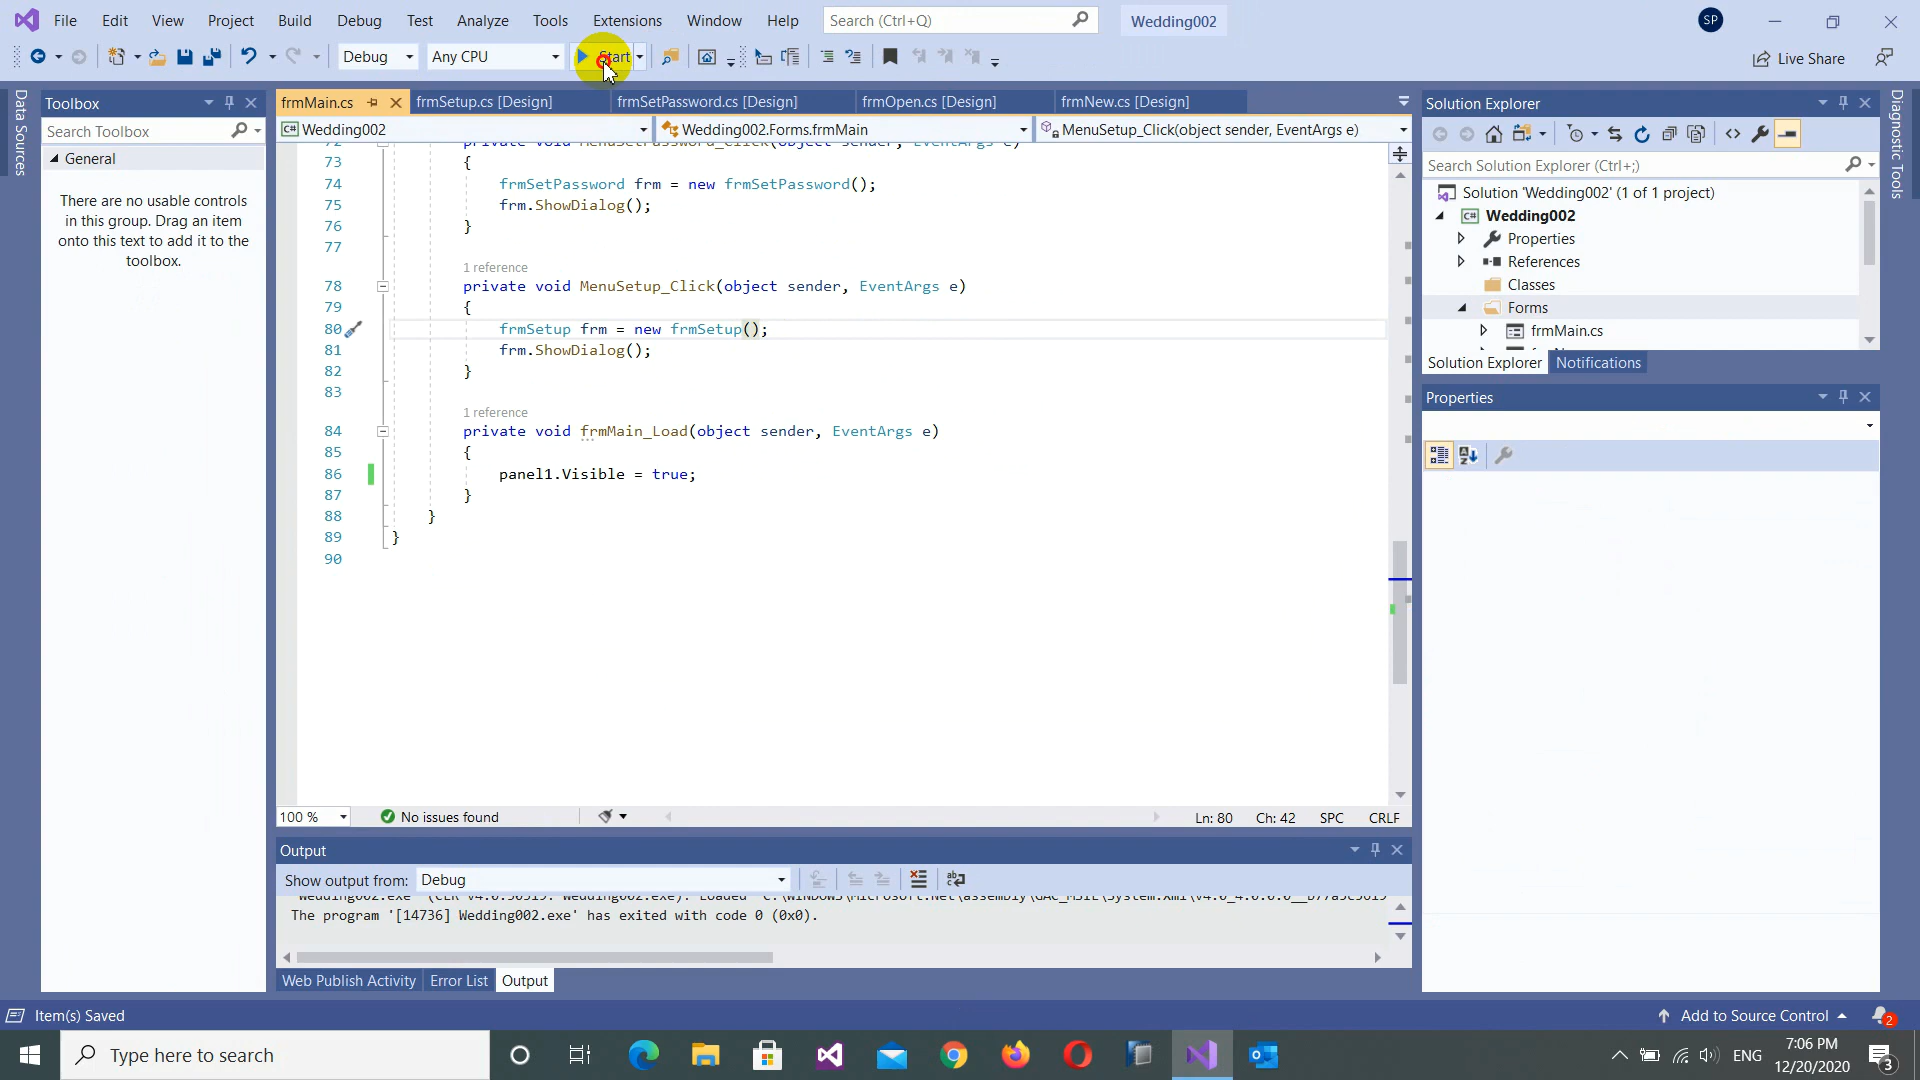 File Edit View Project Build Debug Test Analyze Tools Extensions Window Help Search (Ctrl+Q) Wedding002 SP
Debug Any CPU Start Live Share
Data Sources
Toolbox
Search Toolbox
General
There are no usable controls
in this group. Drag an item
onto this text to add it to the
toolbox.
frmMain.cs frmSetup.cs [Design] frmSetPassword.cs [Design] frmOpen.cs [Design] frmNew.cs [Design]
Wedding002 Wedding002.Forms.frmMain MenuSetup_Click(object sender, EventArgs e)
72 private void MenuSetPassword_Click(object sender, EventArgs e)
73 {
74 frmSetPassword frm = new frmSetPassword();
75 frm.ShowDialog();
76 }
77
1 reference
78 private void MenuSetup_Click(object sender, EventArgs e)
79 {
80 frmSetup frm = new frmSetup();
81 frm.ShowDialog();
82 }
83
1 reference
84 private void frmMain_Load(object sender, EventArgs e)
85 {
86 panel1.Visible = true;
87 }
88 }
89 }
90
100 % No issues found Ln: 80 Ch: 42 SPC CRLF
Output
Show output from: Debug
The program '[14736] Wedding002.exe' has exited with code 0 (0x0).
Web Publish Activity Error List Output
Solution Explorer
Search Solution Explorer (Ctrl+;)
Solution 'Wedding002' (1 of 1 project)
C# Wedding002
Properties
References
Classes
Forms
frmMain.cs
Solution Explorer Notifications
Properties
Diagnostic Tools
Item(s) Saved Add to Source Control 2
Type here to search ENG 7:06 PM
12/20/2020 3